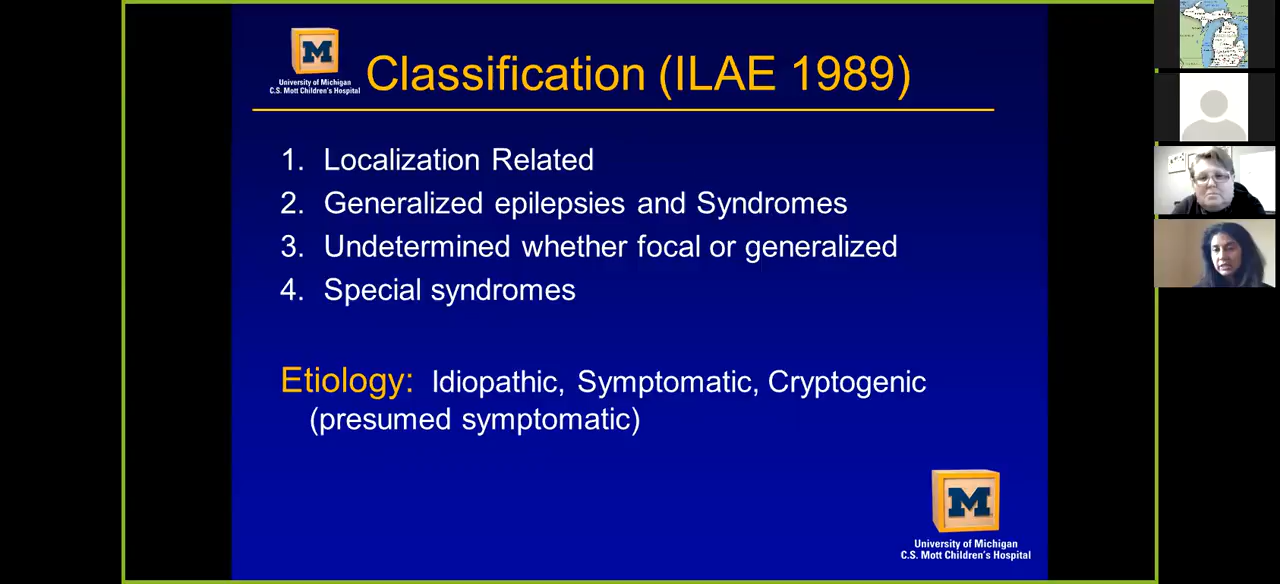 M
University of Michigan
C.S. Mott Children's Hospital
Classification (ILAE 1989)
1. Localization Related
2. Generalized epilepsies and Syndromes
3. Undetermined whether focal or generalized
4. Special syndromes
Etiology: Idiopathic, Symptomatic, Cryptogenic
(presumed symptomatic)
M
University of Michigan
C.S. Mott Children's Hospital